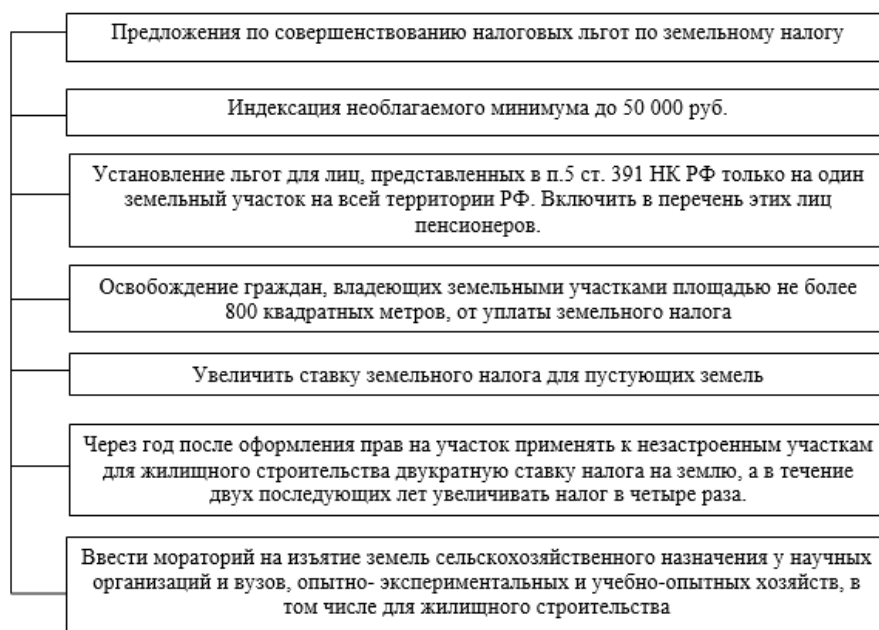 Предложения по совершенствованию налоговых льгот по земельному налогу
Индексация необлагаемого минимума до 50 000 руб.
Установление льгот для лиц, представленных в п.5 ст. 391 НК РФ только на один
земельный участок на всей территории РФ. Включить в перечень этих лиц
пенсионеров.
Освобождение граждан, владеющих земельными участками площадью не более
800 квадратных метров, от уплаты земельного налога
Увеличить ставку земельного налога для пустующих земель
Через год после оформления прав на участок применять к незастроенным участкам
для жилищного строительства двукратную ставку налога на землю, а в течение
двух последующих лет увеличивать налог в четыре раза.
Ввести мораторий на изъятие земель сельскохозяйственного назначения у научных
организаций и вузов, опытно- экспериментальных и учебно-опытных хозяйств, в
том числе для жилищного строительства